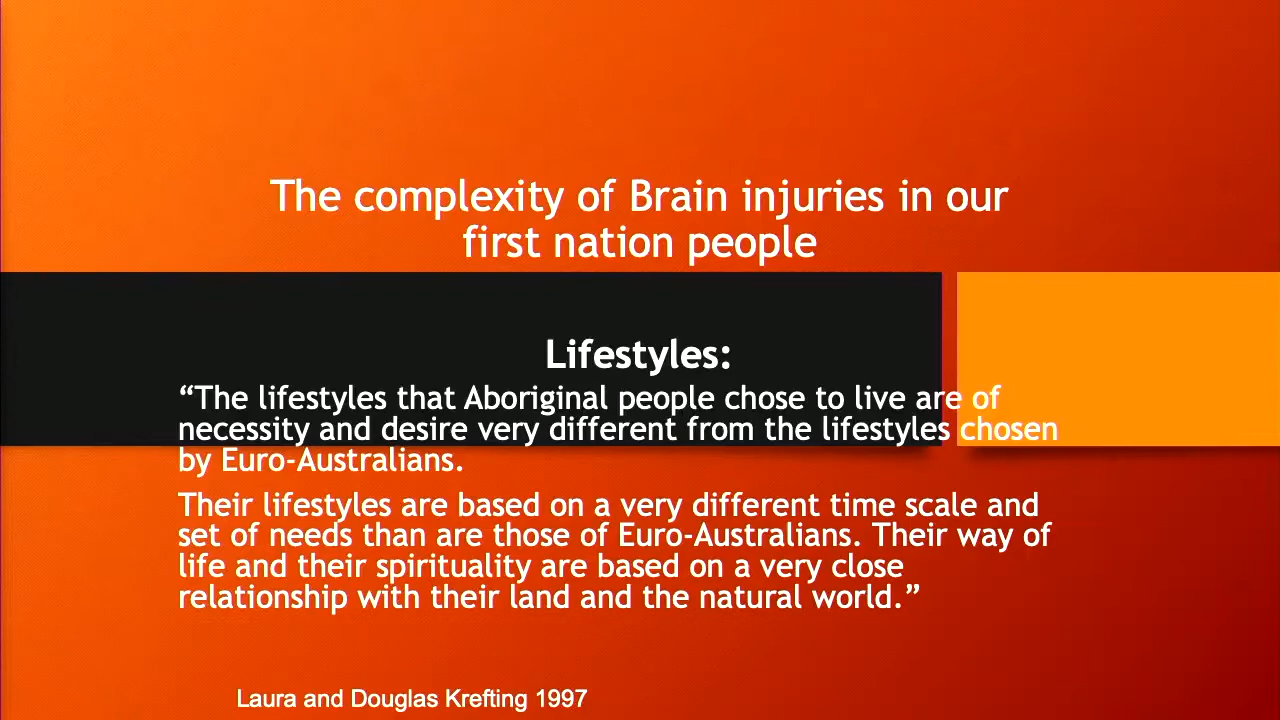 The complexity of Brain injuries in our
first nation people
Lifestyles:
“The lifestyles that Aboriginal people chose to live are of
necessity and desire very different from the lifestyles chosen
by Euro-Australians.
Their lifestyles are based on a very different time scale and
set of needs than are those of Euro-Australians. Their way of
life and their spirituality are based on a very close
relationship with their land and the natural world.”
Laura and Douglas Krefting 1997